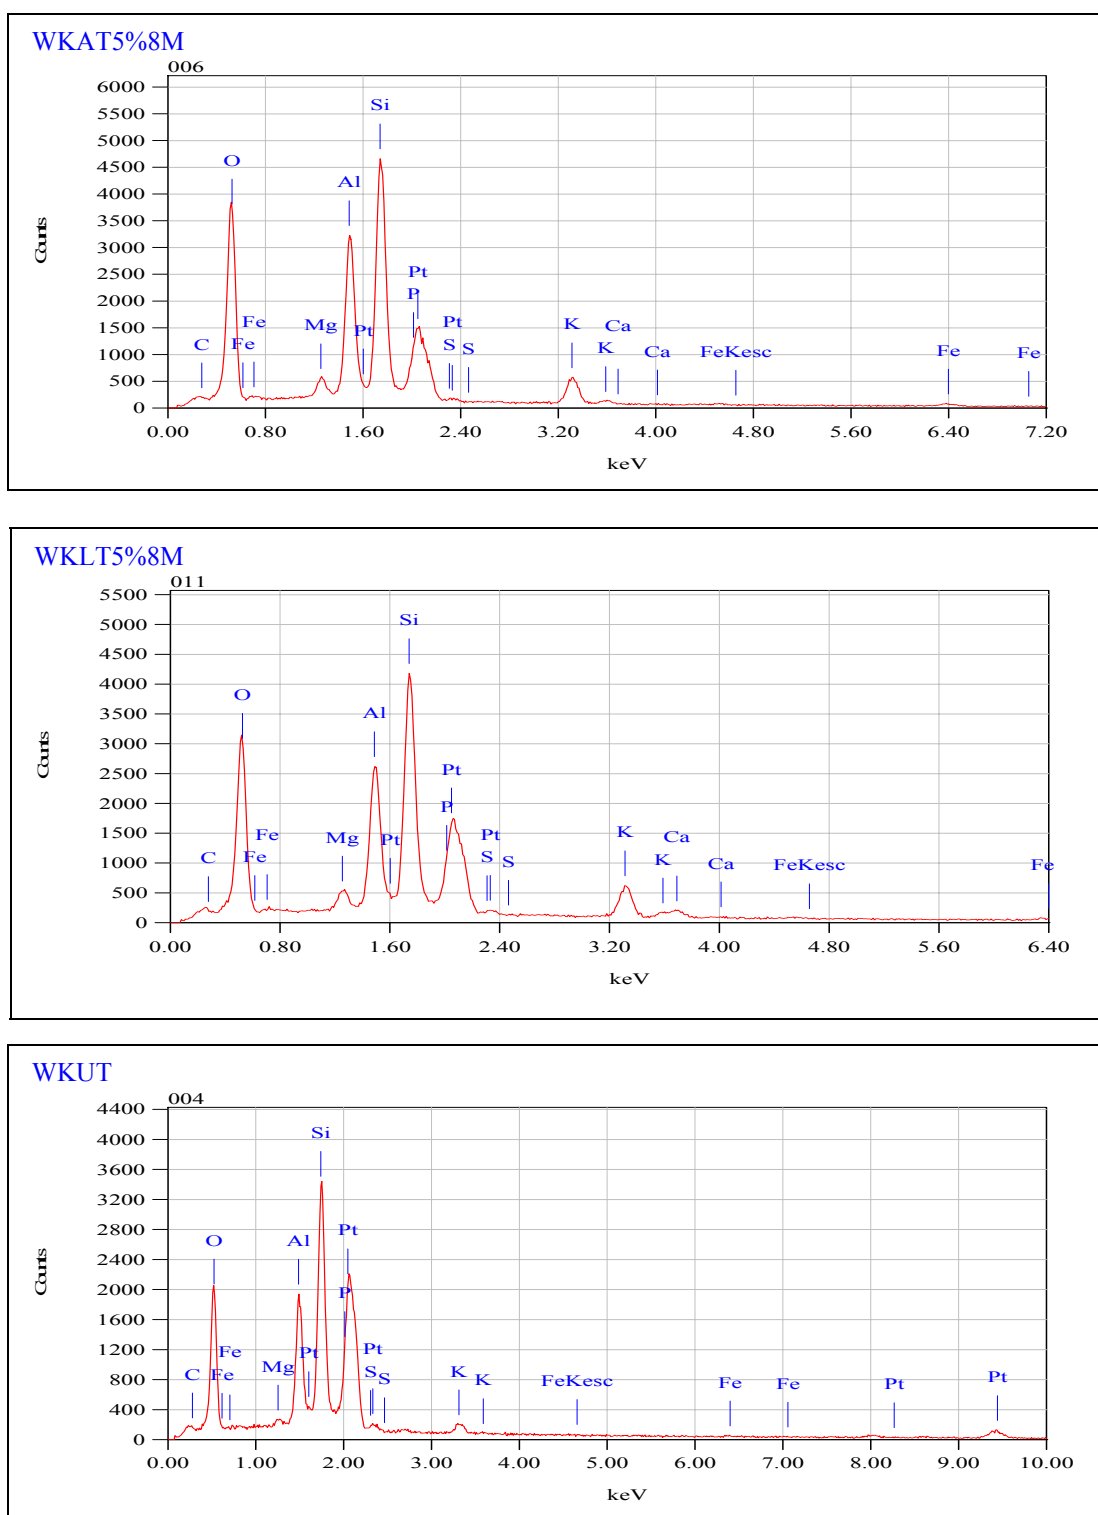 WKAT5%8M
006
6000
5500
5000
4500
4000
3500
3000
2500
2000
1500
1000
500
0
Counts
Si
O
Al
Pt
P
Fe
Fe
C
Mg
Pt
Pt
S
S
K
K
Ca
Ca
FeKesc
Fe
Fe
0.00 0.80 1.60 2.40 3.20 4.00 4.80 5.60 6.40 7.20
keV
WKLT5%8M
011
5500
5000
4500
4000
3500
3000
2500
2000
1500
1000
500
0
Counts
Si
O
Al
Pt
P
Fe
Fe
C
Mg
Pt
Pt
S
S
K
K
Ca
Ca
FeKesc
Fe
0.00 0.80 1.60 2.40 3.20 4.00 4.80 5.60 6.40
keV
WKUT
004
4400
4000
3600
3200
2800
2400
2000
1600
1200
800
400
0
Counts
Si
O
Al
Pt
P
Fe
Fe
C
Mg
Pt
Pt
S
S
K
K
FeKesc
Fe
Fe
Pt
Pt
0.00 1.00 2.00 3.00 4.00 5.00 6.00 7.00 8.00 9.00 10.00
keV